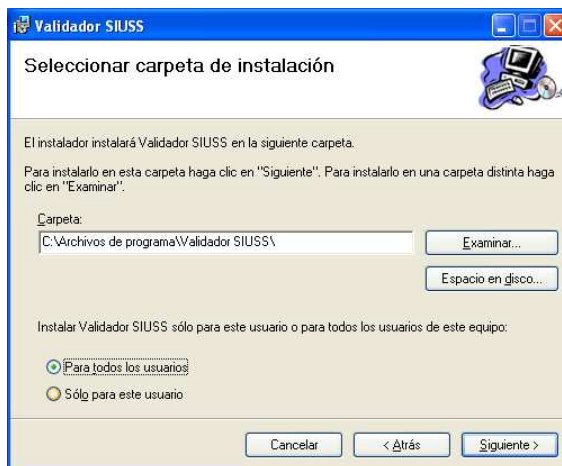 Validador SIUSS
Seleccionar carpeta de instalación
El instalador instalará Validador SIUSS en la siguiente carpeta.
Para instalarlo en esta carpeta haga clic en "Siguiente". Para instalarlo en una carpeta distinta haga
clic en "Examinar".
Carpeta:
C:\Archivos de programa\Validador SIUSS\
Examinar...
Espacio en disco...
Instalar Validador SIUSS sólo para este usuario o para todos los usuarios de este equipo:
Para todos los usuarios
Sólo para este usuario
Cancelar
< Atrás
Siguiente >